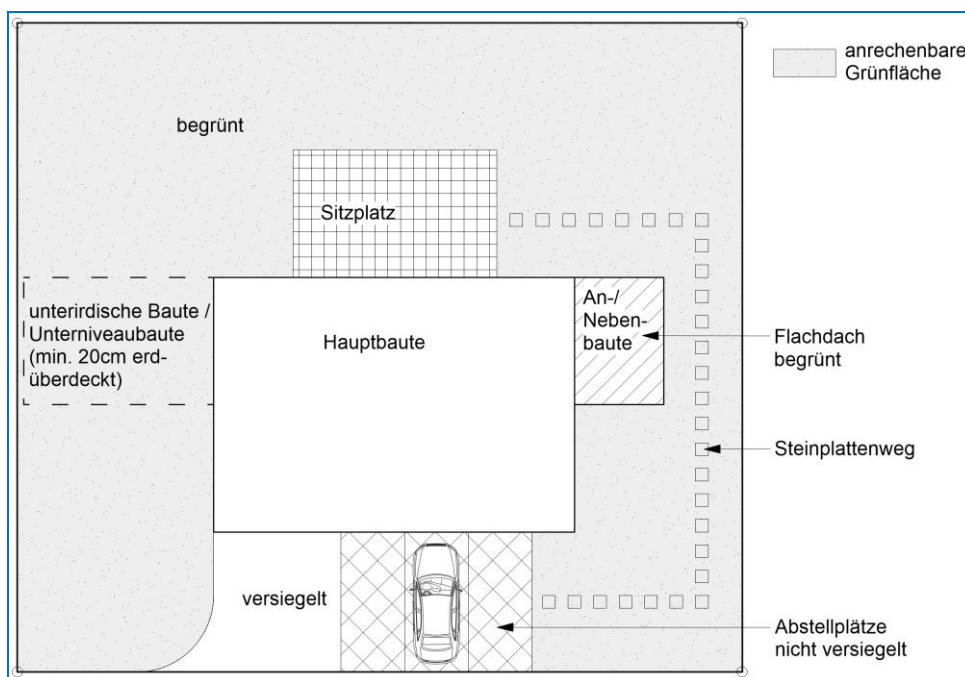 anrechenbare
Grünfläche
begrünt
Sitzplatz
unterirdische Baute /
Unterniveaubaute
(min. 20cm erd-
überdeckt)
Hauptbaute
An-/
Neben-
baute
Flachdach
begrünt
Steinplattenweg
versiegelt
Abstellplätze
nicht versiegelt